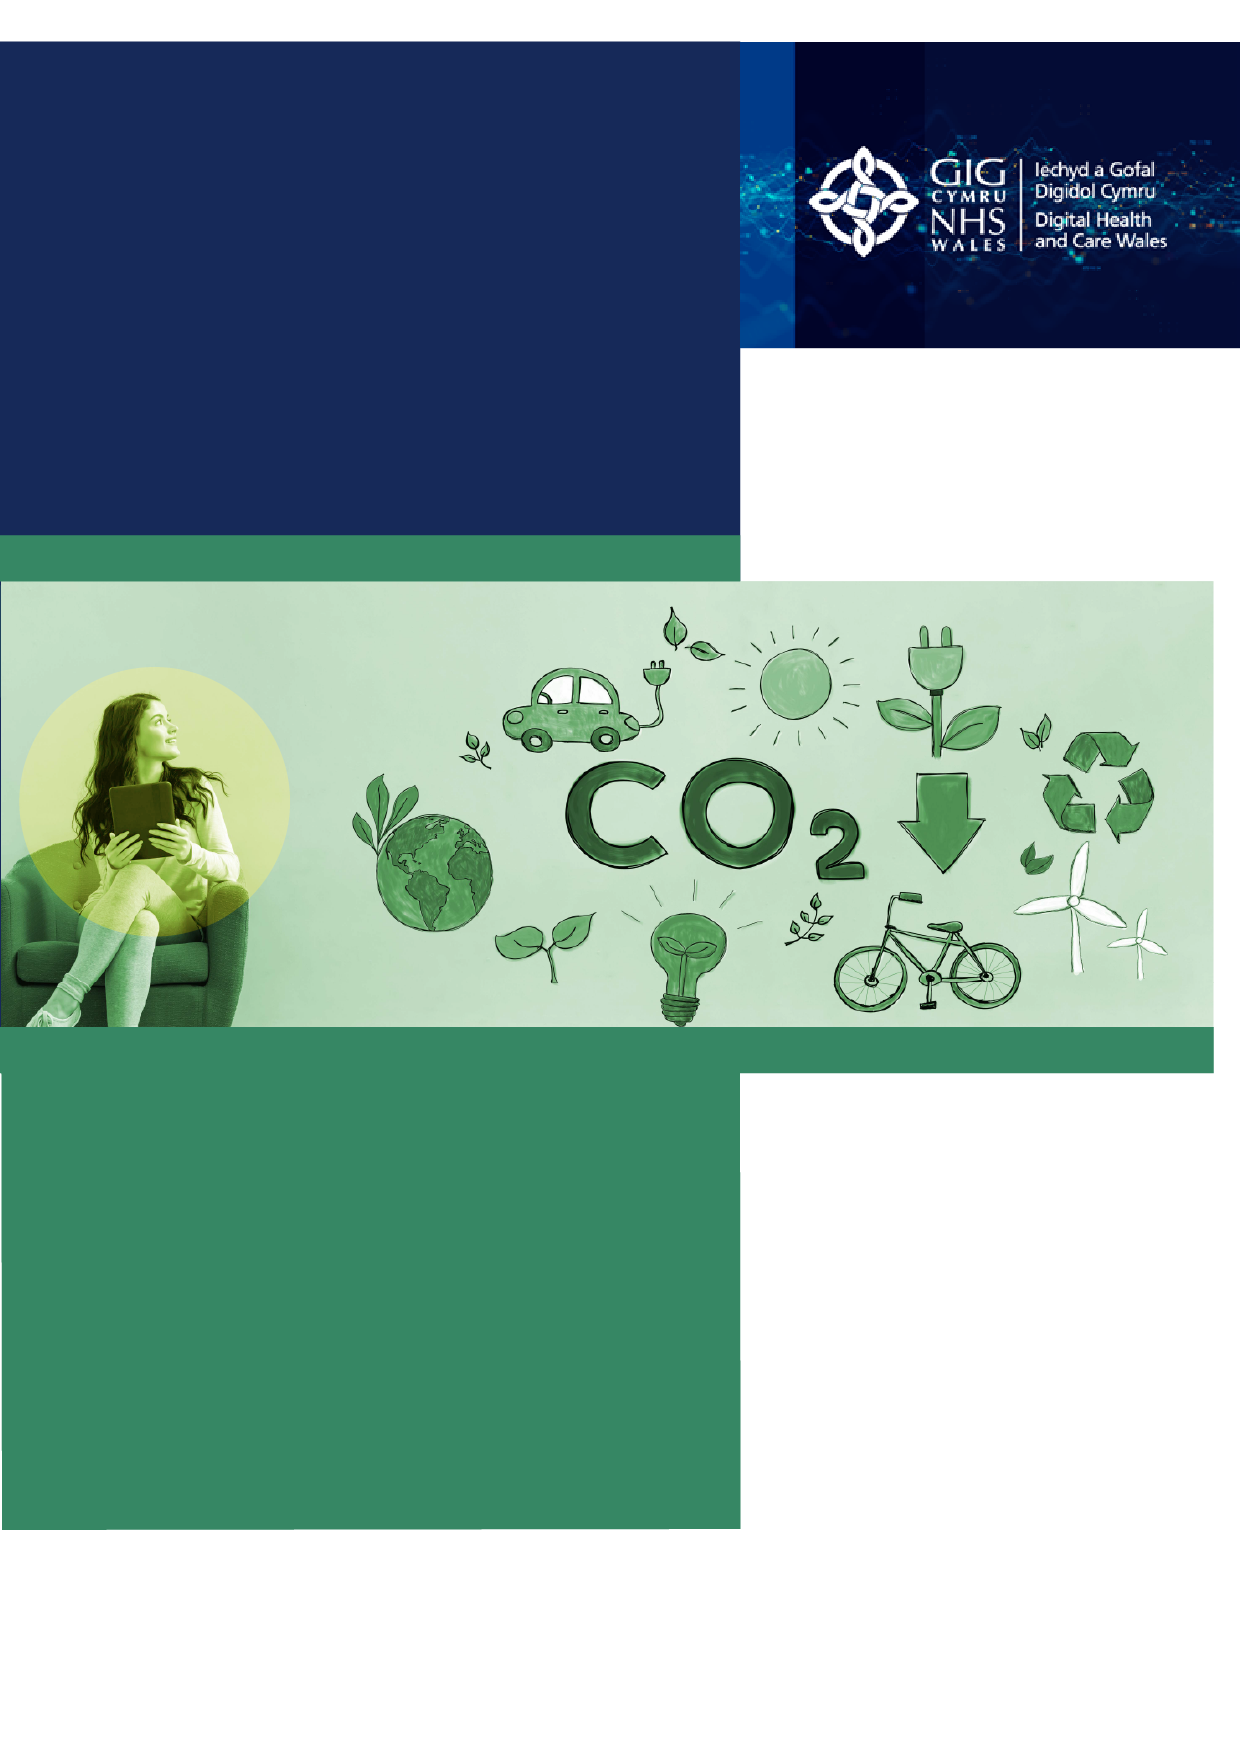 GIG
CYMRU
NHS
WALES
Iechyd a Gofal
Digidol Cymru
Digital Health
and Care Wales
CO₂